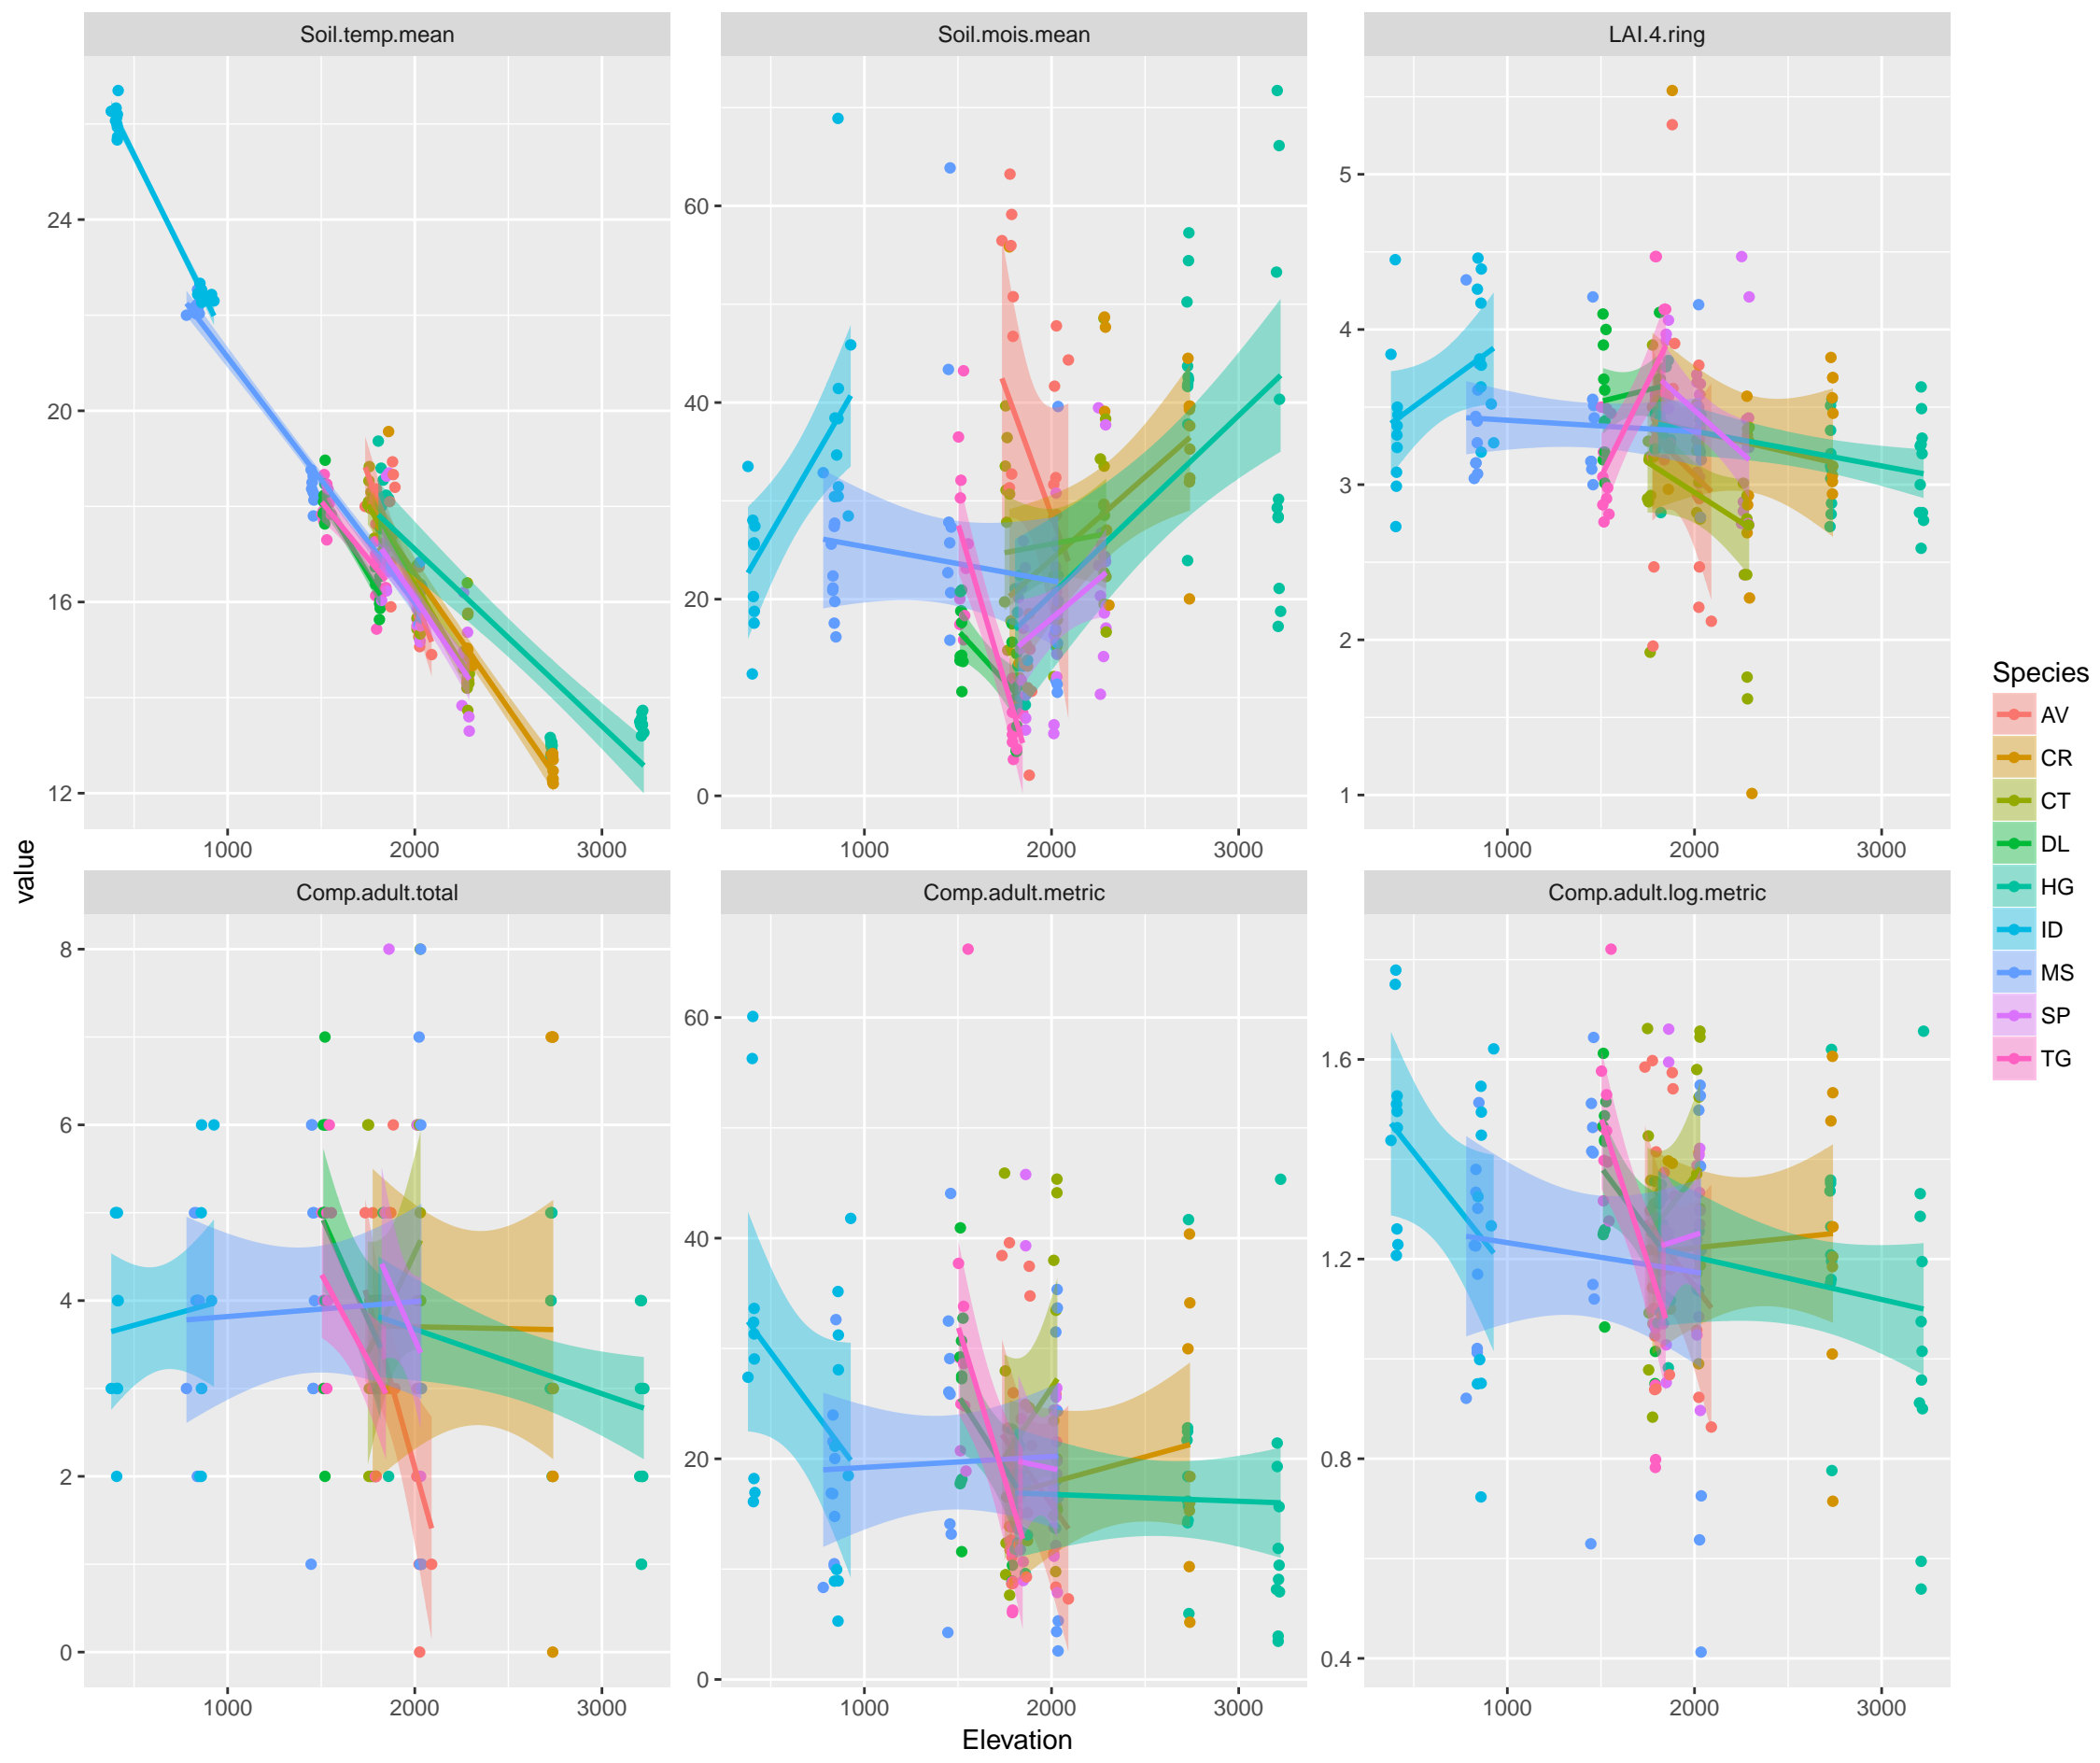 Soil.temp.mean Soil.mois.mean LAI.4.ring
24
20
16
12
1000 2000 3000
60
40
20
0
1000 2000 3000
5
4
3
2
1
1000 2000 3000
value
Comp.adult.total Comp.adult.metric Comp.adult.log.metric
8
6
4
2
0
1000 2000 3000
60
40
20
0
1000 2000 3000
1.6
1.2
0.8
0.4
1000 2000 3000
Elevation
Species
AV
CR
CT
DL
HG
ID
MS
SP
TG